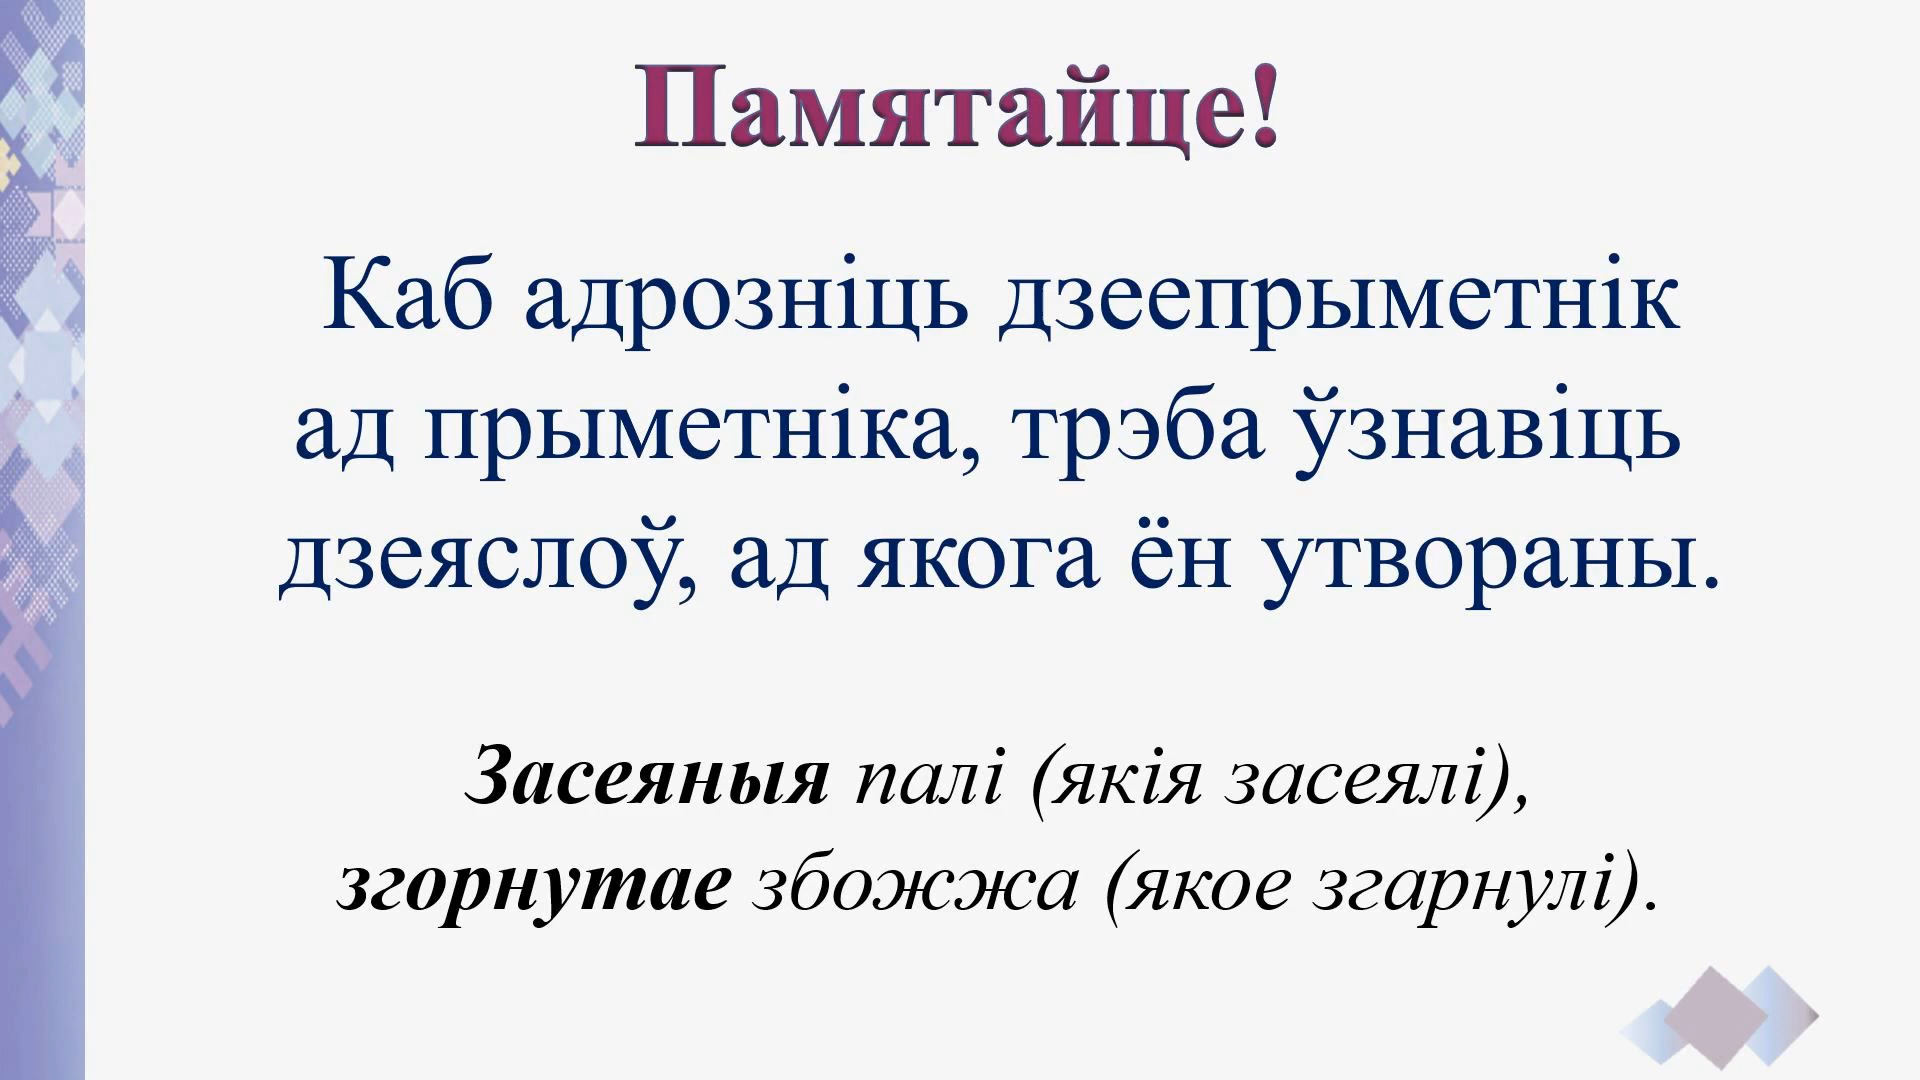 Памятайце!
Каб адрозніць дзеепрыметнік
ад прыметніка, трэба ўзнавіць
дзеяслоў, ад якога ён утвораны.
Засеяныя палі (якія засеялі),
згорнутае збожжа (якое згарнулі).